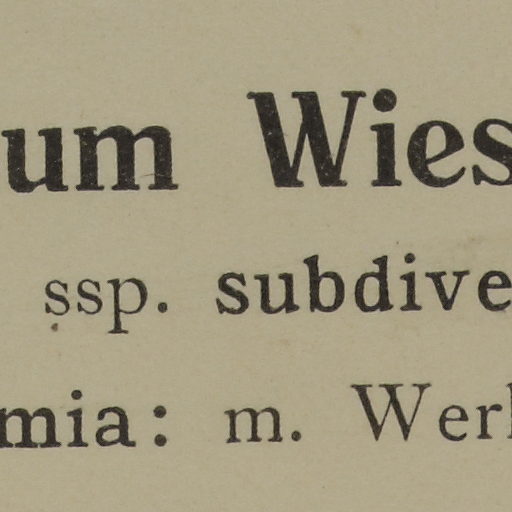 um Wies
ssp. subdive
mia: m. Werl